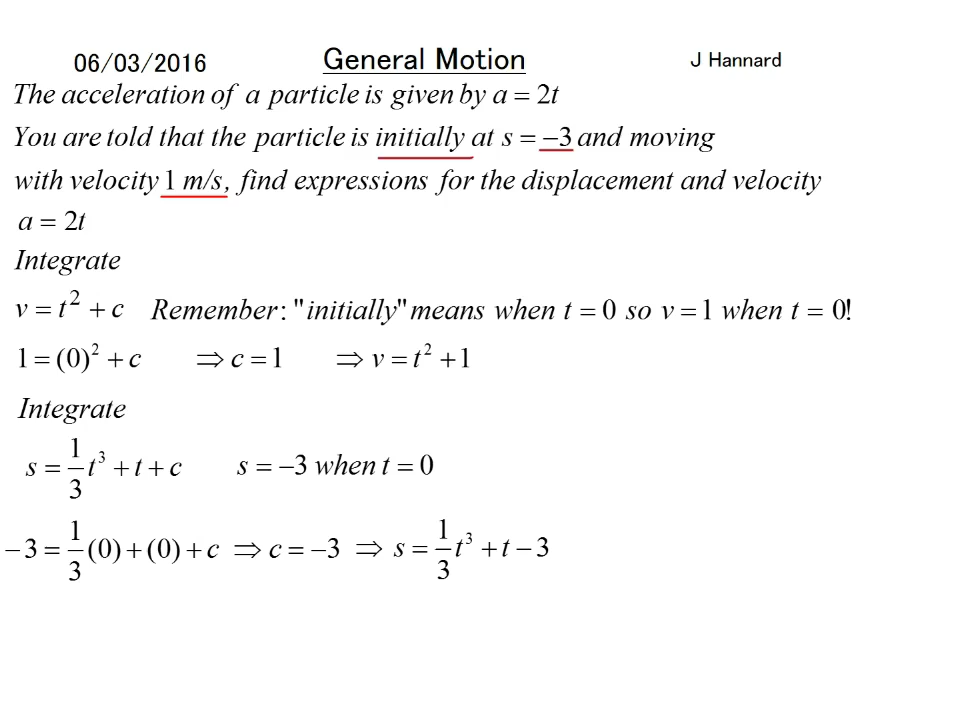 06/03/2016 General Motion J Hannard
The acceleration of a particle is given by a = 2t
You are told that the particle is initially at s = −3 and moving
with velocity 1 m/s, find expressions for the displacement and velocity
a = 2t
Integrate
v = t² + c Remember: "initially" means when t = 0 so v = 1 when t = 0!
1 = (0)² + c ⇒ c = 1 ⇒ v = t² + 1
Integrate
s = 1/3 t³ + t + c s = −3 when t = 0
−3 = 1/3 (0) + (0) + c ⇒ c = −3 ⇒ s = 1/3 t³ + t − 3